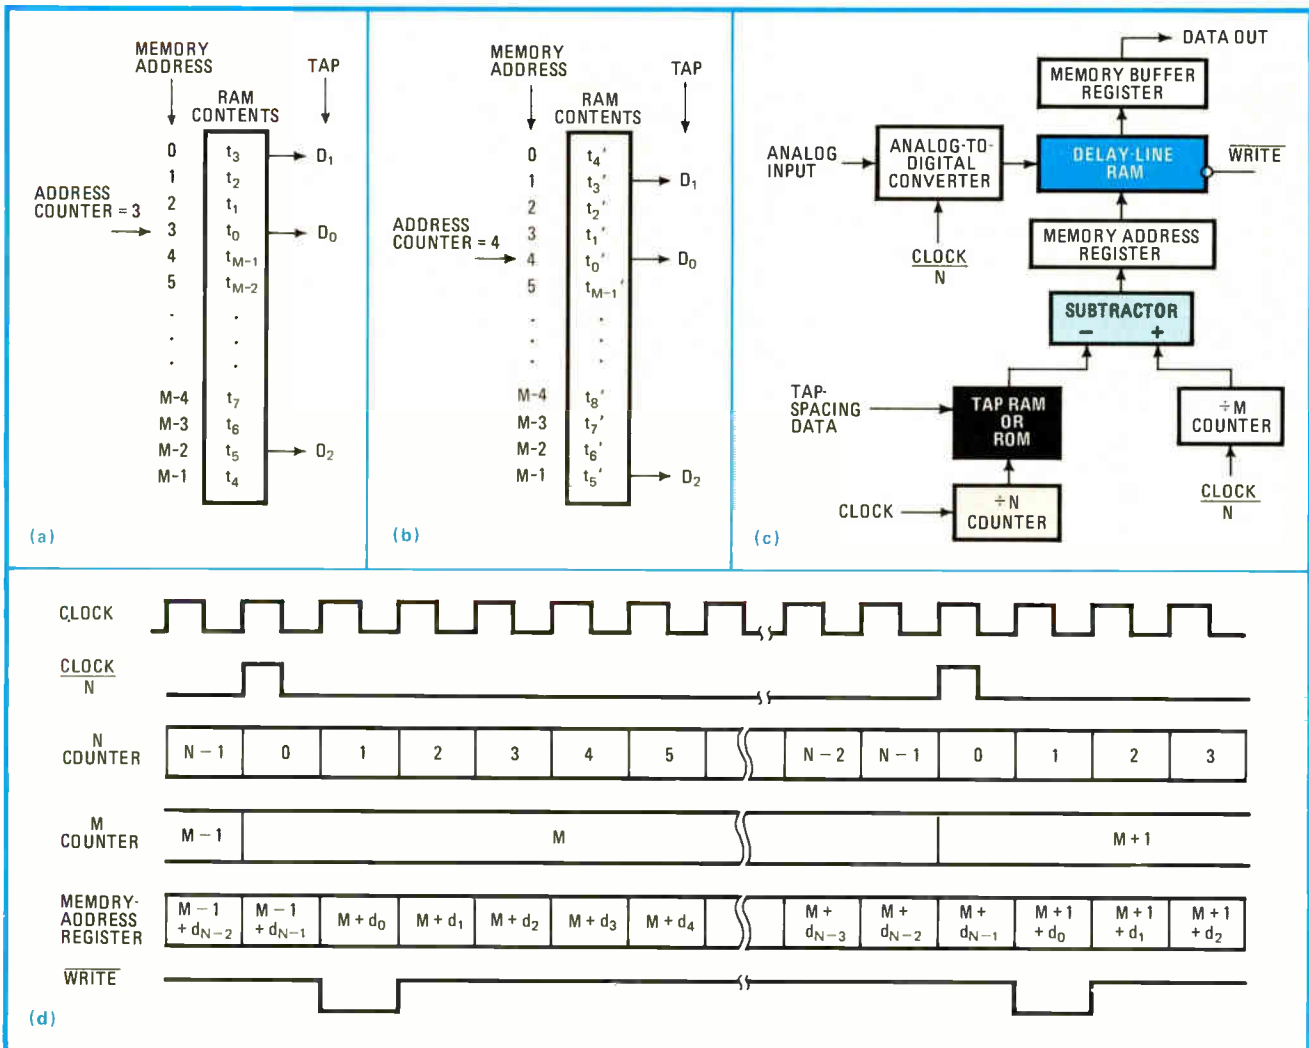 MEMORY
ADDRESS
TAP
RAM
CONTENTS
0 t3 D1
1 t2
2 t1
ADDRESS
COUNTER = 3
3 t0 D0
4 tM-1
5 tM-2
. .
. .
. .
M-4 t7
M-3 t6
M-2 t5 D2
M-1 t4
(a)
MEMORY
ADDRESS
TAP
RAM
CONTENTS
0 t4'
1 t3' D1
2 t2'
3 t1'
ADDRESS
COUNTER = 4
4 t0' D0
5 tM-1'
. .
. .
. .
M-4 t8'
M-3 t7'
M-2 t6'
M-1 t5' D2
(b)
DATA OUT
MEMORY BUFFER
REGISTER
ANALOG
INPUT
ANALOG-TO-
DIGITAL
CONVERTER
DELAY-LINE
RAM
WRITE
CLOCK
N
MEMORY ADDRESS
REGISTER
SUBTRACTOR
− +
TAP-
SPACING
DATA
TAP RAM
OR
ROM
÷M
COUNTER
CLOCK
÷N
COUNTER
CLOCK
N
(c)
CLOCK
CLOCK
N
N
COUNTER
N − 1 0 1 2 3 4 5 N − 2 N − 1 0 1 2 3
M
COUNTER
M − 1 M M + 1
MEMORY-
ADDRESS
REGISTER
M − 1 + dN−2 M − 1 + dN−1 M + d0 M + d1 M + d2 M + d3 M + d4 M + dN−3 M + dN−2 M + dN−1 M + 1 + d0 M + 1 + d1 M + 1 + d2
WRITE
(d)